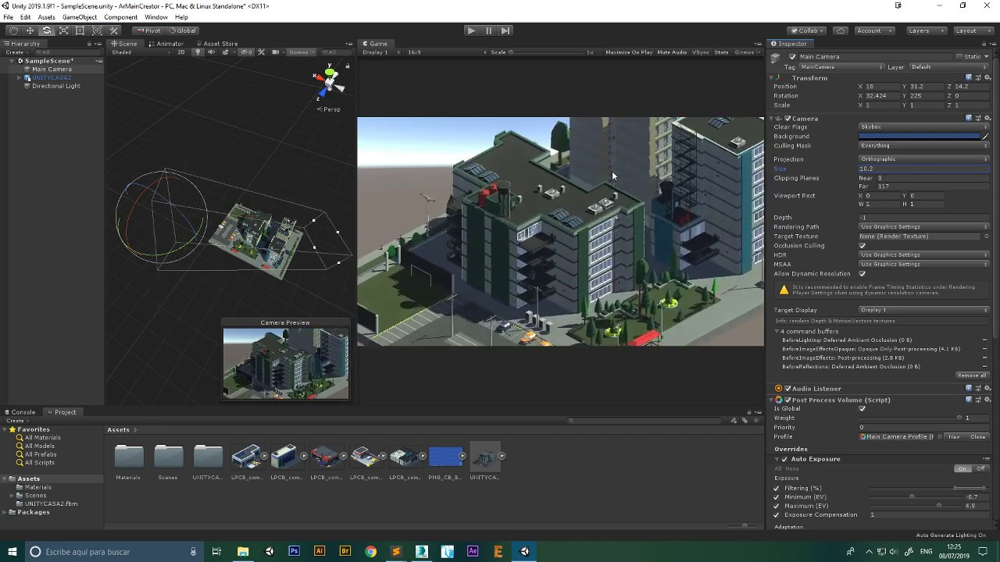 Unity 2019.1.9f1 - SampleScene.unity - ArMainCreator - PC, Mac & Linux Standalone* <DX11>
File Edit Assets GameObject Component Window Help
Pivot Global Collab Account Layers Layout
Hierarchy
Create All
SampleScene*
Main Camera
UNITYCASA2
Directional Light
Scene Animator Asset Store
Shaded 2D 0 Gizmos All
y
x
z
Persp
Camera Preview
Game
Display 1 16:9 Scale 1x Maximize On Play Mute Audio VSync Stats Gizmos
Inspector
Main Camera Static
Tag MainCamera Layer Default
Transform
Position X 10 Y 31.2 Z 14.2
Rotation X 32.424 Y 225 Z 0
Scale X 1 Y 1 Z 1
Camera
Clear Flags Skybox
Background
Culling Mask Everything
Projection Orthographic
Size 10.2
Clipping Planes Near 0
Far 117
Viewport Rect X 0 Y 0
W 1 H 1
Depth -1
Rendering Path Use Graphics Settings
Target Texture None (Render Texture)
Occlusion Culling
HDR Use Graphics Settings
MSAA Use Graphics Settings
Allow Dynamic Resolution
It is recommended to enable Frame Timing Statistics under Rendering
Player Settings when using dynamic resolution cameras.
Target Display Display 1
Info: renders Depth & MotionVectors textures
4 command buffers
BeforeLighting: Deferred Ambient Occlusion (0 B)
BeforeImageEffectsOpaque: Opaque Only Post-processing (4.1 KB)
BeforeImageEffects: Post-processing (2.8 KB)
BeforeReflections: Deferred Ambient Occlusion (0 B)
Remove all
Audio Listener
Post Process Volume (Script)
Is Global
Weight 1
Priority 0
Profile Main Camera Profile (P New Clone
Overrides
Auto Exposure
All None On Off
Exposure
Filtering (%)
Minimum (EV) -0.7
Maximum (EV) 4.9
Exposure Compensation 1
Adaptation
Auto Generate Lighting On
Console Project
Create
Favorites
All Materials
All Models
All Prefabs
All Scripts
Assets
Materials
Scenes
UNITYCASA2.fbm
Packages
Assets
Materials Scenes UNITYCA... LPCB_com... LPCB_com... LPCB_com... LPCB_com... LPCB_com... PNG_CB_B... UNITYCA...
Escribe aquí para buscar
Ps Ai Br Ae
ENG
12:25
08/07/2019